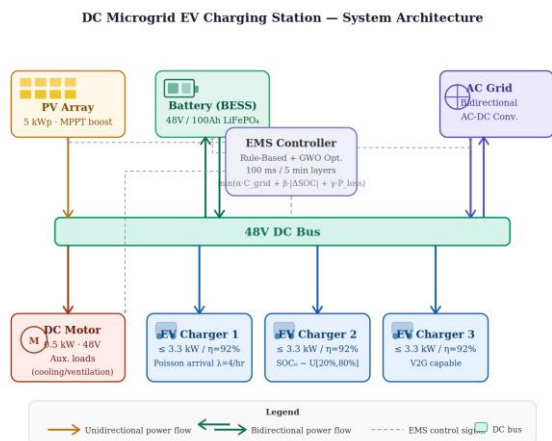 DC Microgrid EV Charging Station — System Architecture
PV Array
5 kWp · MPPT boost
Battery (BESS)
48V / 100Ah LiFePO₄
AC Grid
Bidirectional
AC-DC Conv.
EMS Controller
Rule-Based + GWO Opt.
100 ms / 5 min layers
min(α·C_grid + β·|ΔSOC| + γ·P_loss)
48V DC Bus
M
DC Motor
0.5 kW · 48V
Aux. loads
(cooling/ventilation)
EV Charger 1
≤ 3.3 kW / η=92%
Poisson arrival λ=4/hr
EV Charger 2
≤ 3.3 kW / η=92%
SOC₀ ~ U[20%,80%]
EV Charger 3
≤ 3.3 kW / η=92%
V2G capable
Legend
Unidirectional power flow
Bidirectional power flow
EMS control signal
DC bus